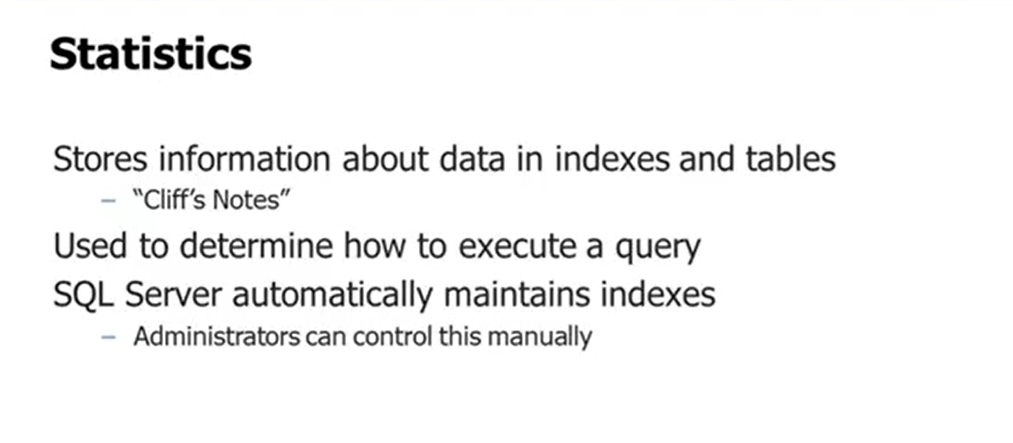 Statistics
Stores information about data in indexes and tables
– “Cliff’s Notes”
Used to determine how to execute a query
SQL Server automatically maintains indexes
– Administrators can control this manually